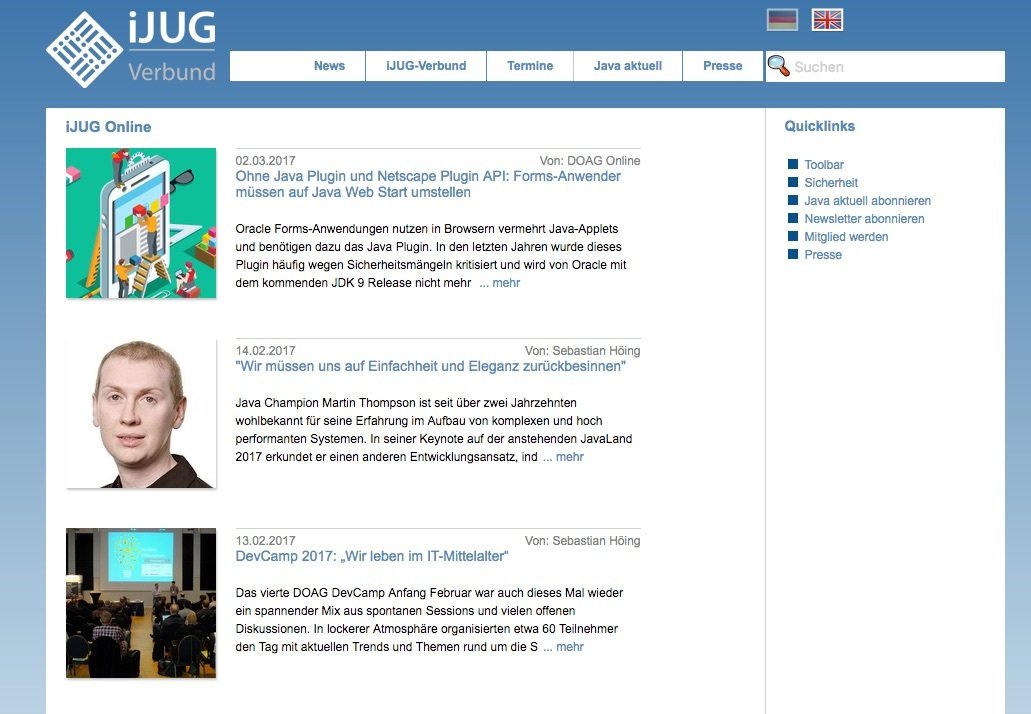 iJUG
Verbund
News
iJUG-Verbund
Termine
Java aktuell
Presse
Suchen
iJUG Online
02.03.2017 Von: DOAG Online
Ohne Java Plugin und Netscape Plugin API: Forms-Anwender
müssen auf Java Web Start umstellen
Oracle Forms-Anwendungen nutzen in Browsern vermehrt Java-Applets
und benötigen dazu das Java Plugin. In den letzten Jahren wurde dieses
Plugin häufig wegen Sicherheitsmängeln kritisiert und wird von Oracle mit
dem kommenden JDK 9 Release nicht mehr ... mehr
14.02.2017 Von: Sebastian Höing
"Wir müssen uns auf Einfachheit und Eleganz zurückbesinnen"
Java Champion Martin Thompson ist seit über zwei Jahrzehnten
wohlbekannt für seine Erfahrung im Aufbau von komplexen und hoch
performanten Systemen. In seiner Keynote auf der anstehenden JavaLand
2017 erkundet er einen anderen Entwicklungsansatz, ind ... mehr
13.02.2017 Von: Sebastian Höing
DevCamp 2017: „Wir leben im IT-Mittelalter“
Das vierte DOAG DevCamp Anfang Februar war auch dieses Mal wieder
ein spannender Mix aus spontanen Sessions und vielen offenen
Diskussionen. In lockerer Atmosphäre organisierten etwa 60 Teilnehmer
den Tag mit aktuellen Trends und Themen rund um die S ... mehr
Quicklinks
Toolbar
Sicherheit
Java aktuell abonnieren
Newsletter abonnieren
Mitglied werden
Presse